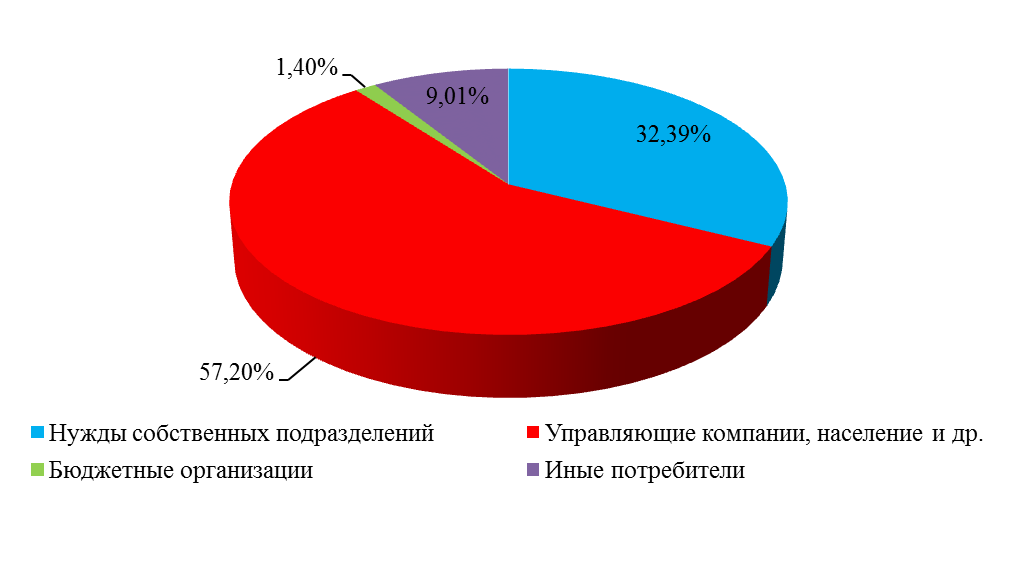 1,40%
9,01%
32,39%
57,20%
Нужды собственных подразделений
Управляющие компании, население и др.
Бюджетные организации
Иные потребители